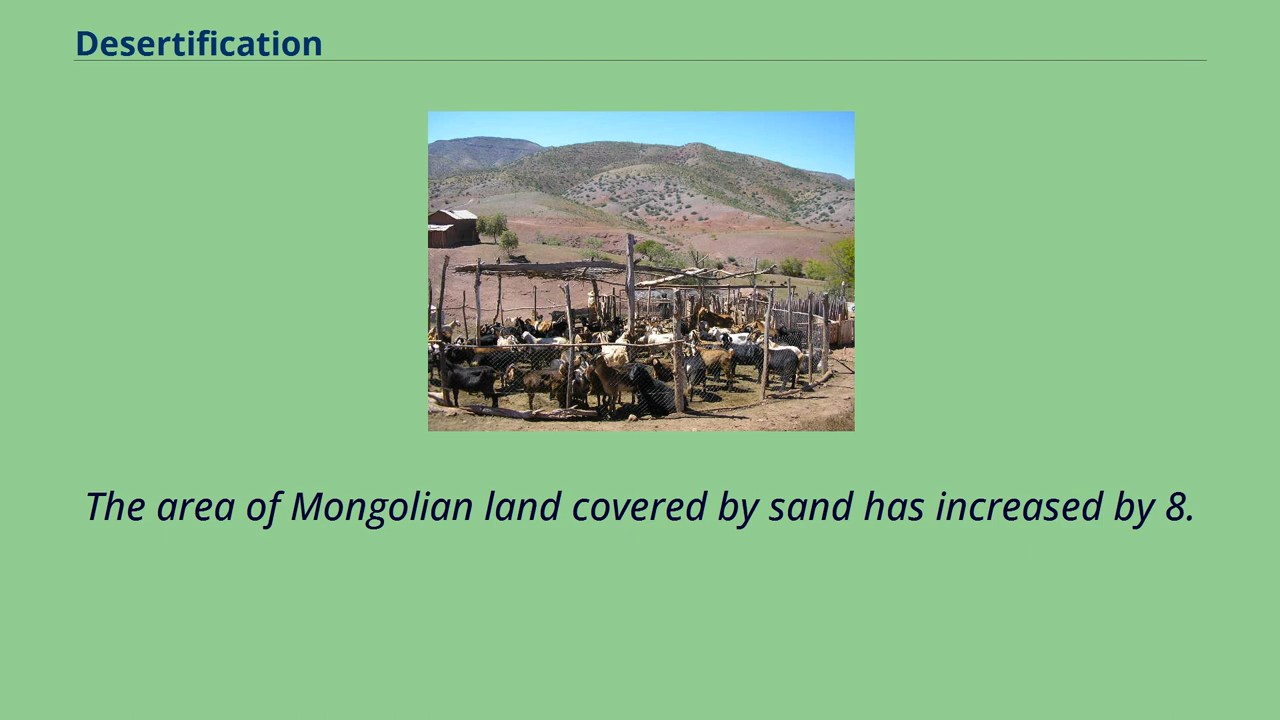 Desertification
The area of Mongolian land covered by sand has increased by 8.